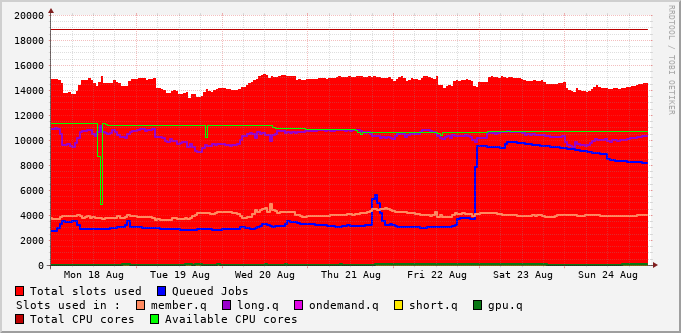 20000
18000
16000
14000
12000
10000
8000
6000
4000
2000
0
Mon 18 Aug Tue 19 Aug Wed 20 Aug Thu 21 Aug Fri 22 Aug Sat 23 Aug Sun 24 Aug
Total slots used Queued Jobs
Slots used in : member.q long.q ondemand.q short.q gpu.q
Total CPU cores Available CPU cores
RRDTOOL / TOBI OETIKER